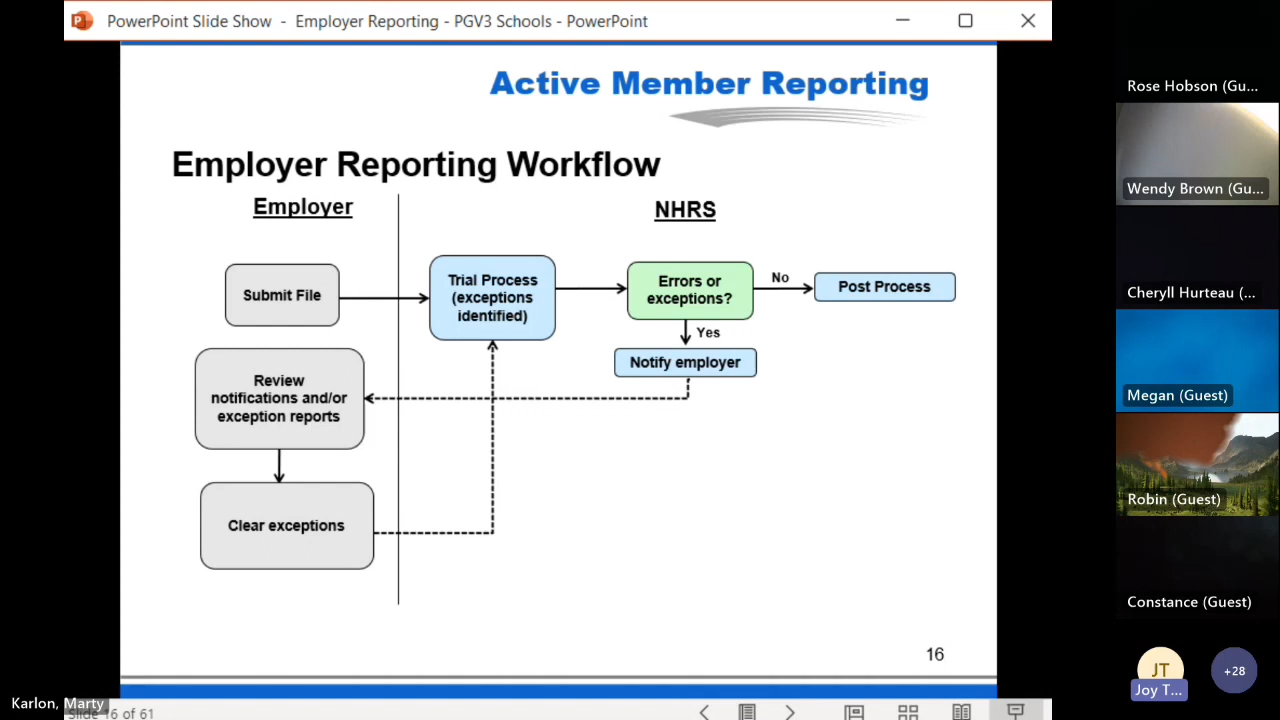 PowerPoint Slide Show - Employer Reporting - PGV3 Schools - PowerPoint
Active Member Reporting
Employer Reporting Workflow
Employer
NHRS
Submit File
Trial Process
(exceptions
identified)
Errors or
exceptions?
No
Post Process
Yes
Notify employer
Review
notifications and/or
exception reports
Clear exceptions
16
Slide 16 of 61
Karlon, Marty
Rose Hobson (Gu...
Wendy Brown (Gu...
Cheryll Hurteau (...
Megan (Guest)
Robin (Guest)
Constance (Guest)
JT
Joy T...
+28